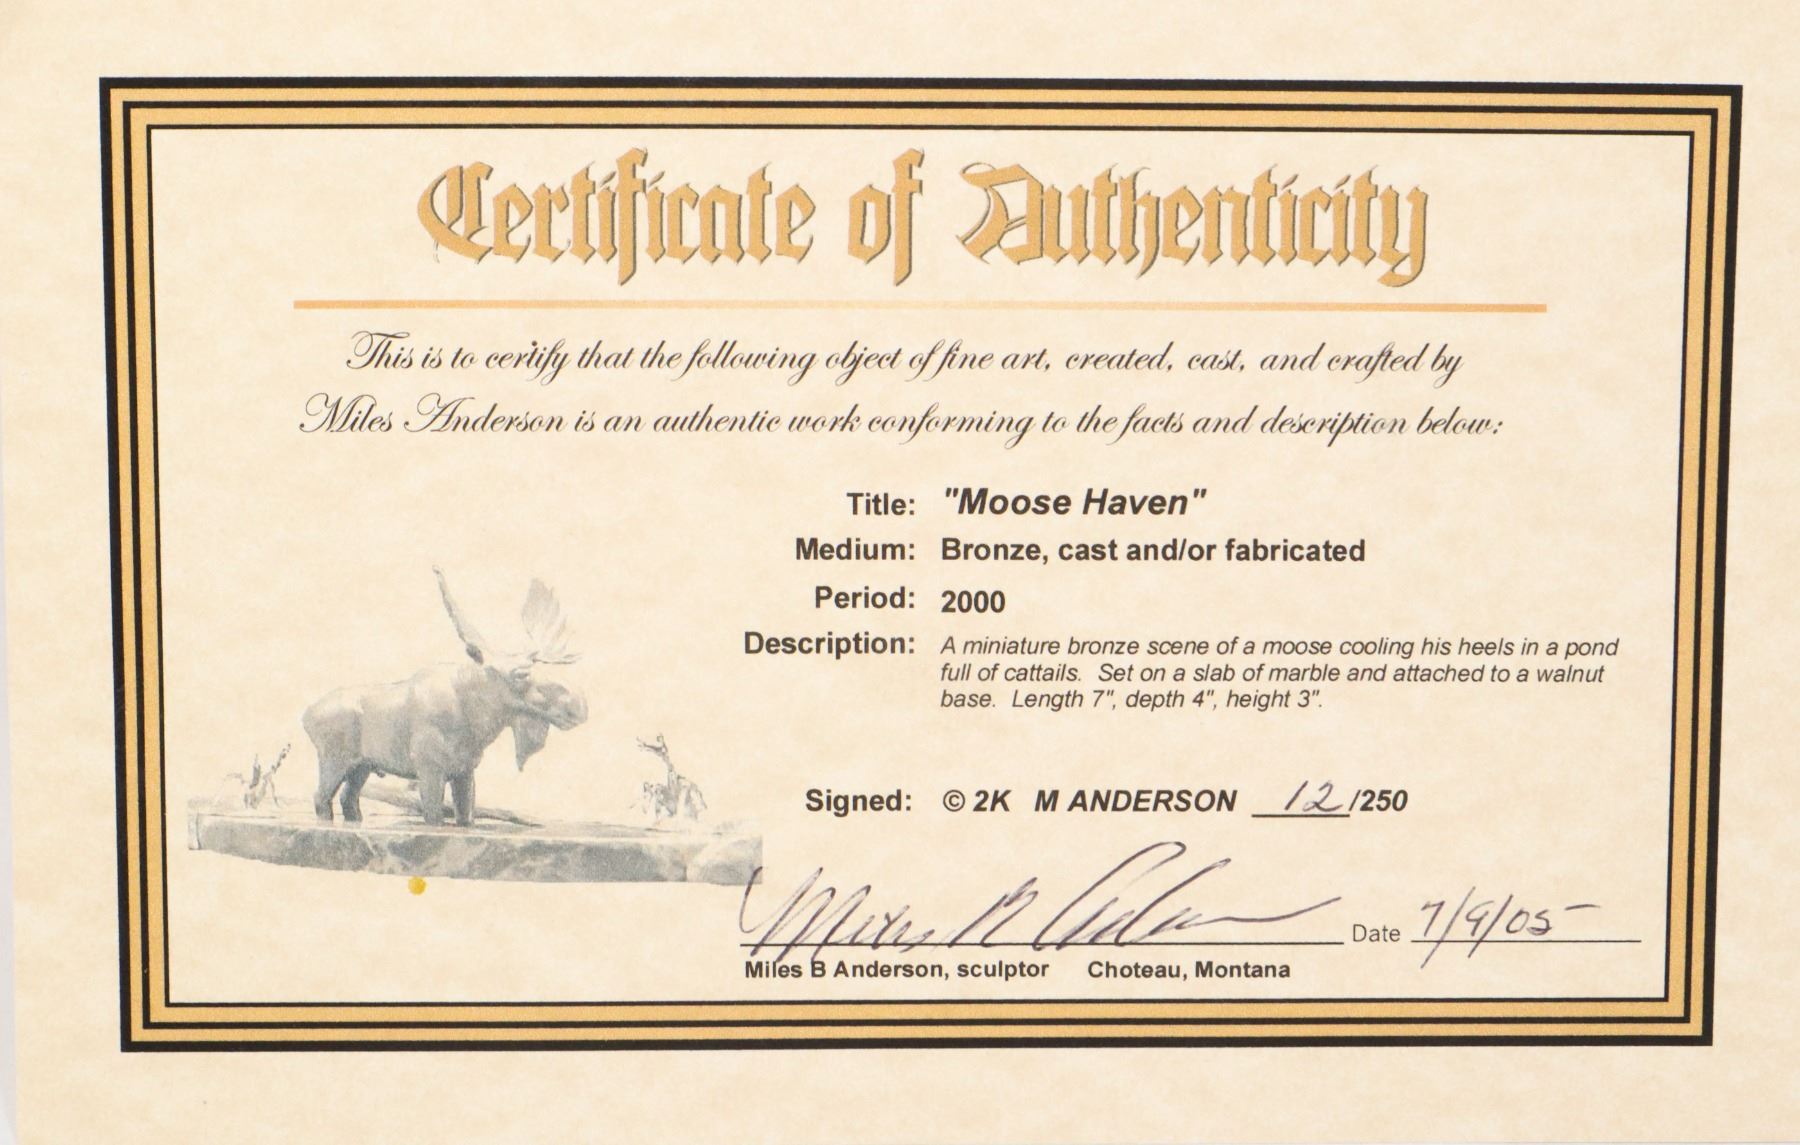 Certificate of Authenticity
This is to certify that the following object of fine art, created, cast, and crafted by
Miles Anderson is an authentic work conforming to the facts and description below:
Title: "Moose Haven"
Medium: Bronze, cast and/or fabricated
Period: 2000
Description: A miniature bronze scene of a moose cooling his heels in a pond
full of cattails. Set on a slab of marble and attached to a walnut
base. Length 7", depth 4", height 3".
Signed: © 2K M ANDERSON 12/250
Miles B Anderson Date 7/9/05
Miles B Anderson, sculptor Choteau, Montana